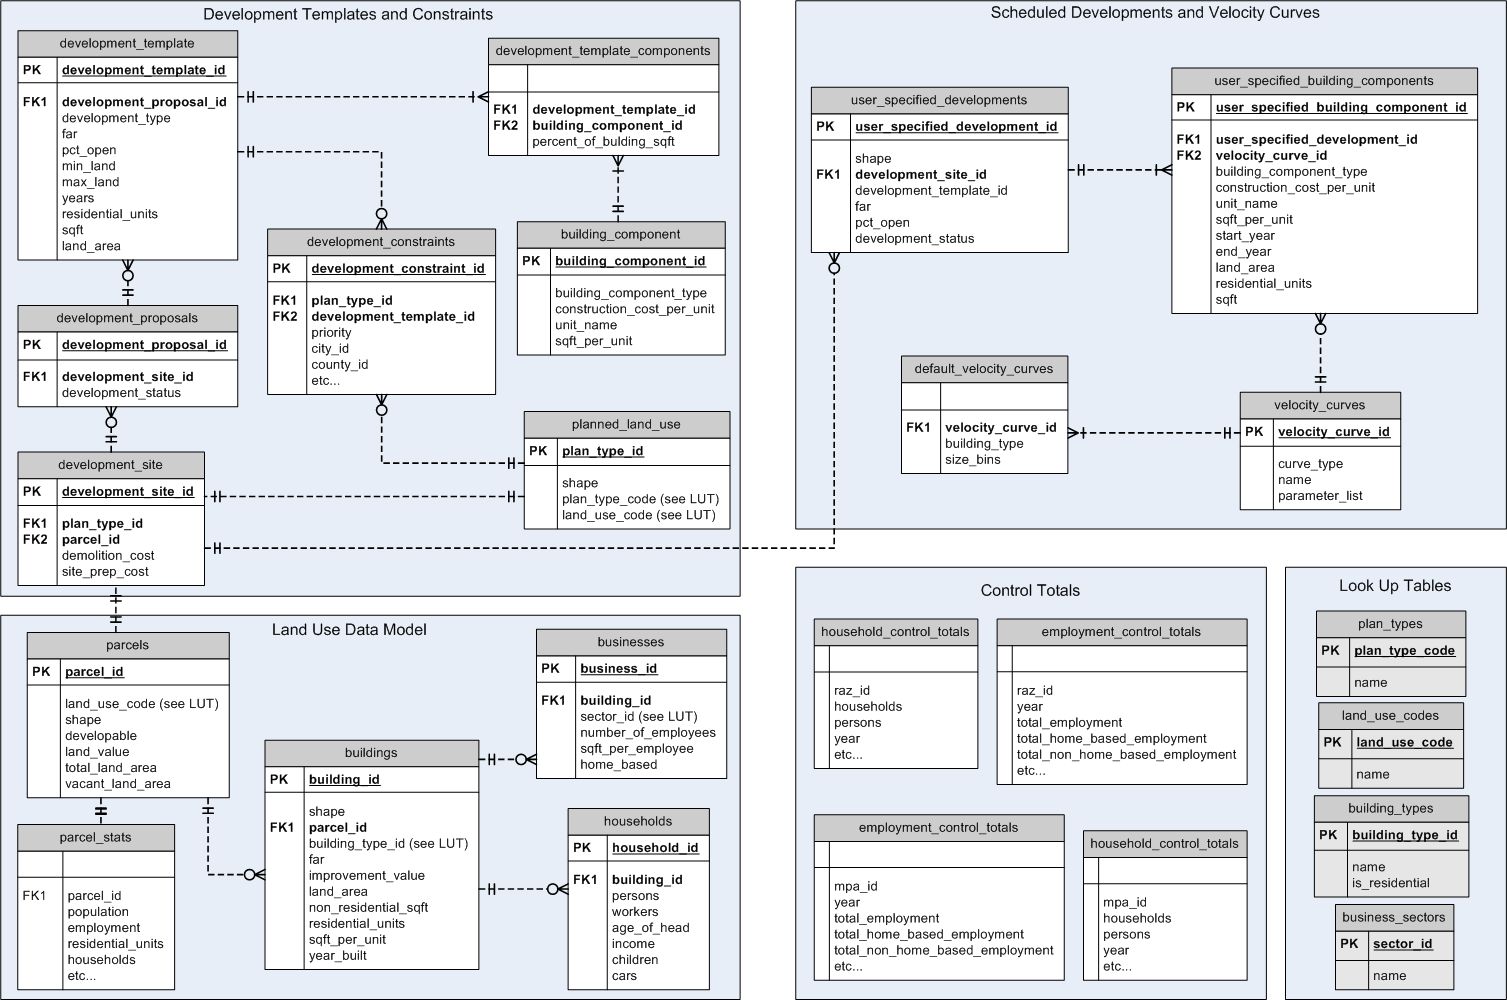 Development Templates and Constraints
development_template
PK development_template_id
FK1 development_proposal_id
development_type
far
pct_open
min_land
max_land
years
residential_units
sqft
land_area
development_template_components
FK1 development_template_id
FK2 building_component_id
percent_of_bulding_sqft
development_constraints
PK development_constraint_id
FK1 plan_type_id
FK2 development_template_id
priority
city_id
county_id
etc...
building_component
PK building_component_id
building_component_type
construction_cost_per_unit
unit_name
sqft_per_unit
development_proposals
PK development_proposal_id
FK1 development_site_id
development_status
planned_land_use
PK plan_type_id
shape
plan_type_code (see LUT)
land_use_code (see LUT)
development_site
PK development_site_id
FK1 plan_type_id
FK2 parcel_id
demolition_cost
site_prep_cost
Scheduled Developments and Velocity Curves
user_specified_developments
PK user_specified_development_id
shape
FK1 development_site_id
development_template_id
far
pct_open
development_status
user_specified_building_components
PK user_specified_building_component_id
FK1 user_specified_development_id
FK2 velocity_curve_id
building_component_type
construction_cost_per_unit
unit_name
sqft_per_unit
start_year
end_year
land_area
residential_units
sqft
default_velocity_curves
FK1 velocity_curve_id
building_type
size_bins
velocity_curves
PK velocity_curve_id
curve_type
name
parameter_list
Land Use Data Model
parcels
PK parcel_id
land_use_code (see LUT)
shape
developable
land_value
total_land_area
vacant_land_area
parcel_stats
FK1 parcel_id
population
employment
residential_units
households
etc...
buildings
PK building_id
shape
FK1 parcel_id
building_type_id (see LUT)
far
improvement_value
land_area
non_residential_sqft
residential_units
sqft_per_unit
year_built
businesses
PK business_id
FK1 building_id
sector_id (see LUT)
number_of_employees
sqft_per_employee
home_based
households
PK household_id
FK1 building_id
persons
workers
age_of_head
income
children
cars
Control Totals
household_control_totals
raz_id
households
persons
year
etc...
employment_control_totals
raz_id
year
total_employment
total_home_based_employment
total_non_home_based_employment
etc...
employment_control_totals
mpa_id
year
total_employment
total_home_based_employment
total_non_home_based_employment
etc...
household_control_totals
mpa_id
households
persons
year
etc...
Look Up Tables
plan_types
PK plan_type_code
name
land_use_codes
PK land_use_code
name
building_types
PK building_type_id
name
is_residential
business_sectors
PK sector_id
name